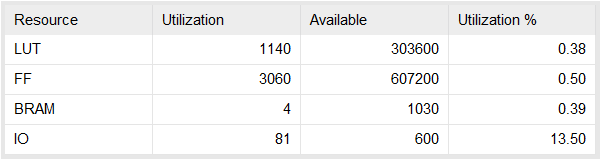 Resource Utilization Available Utilization %
LUT 1140 303600 0.38
FF 3060 607200 0.50
BRAM 4 1030 0.39
IO 81 600 13.50